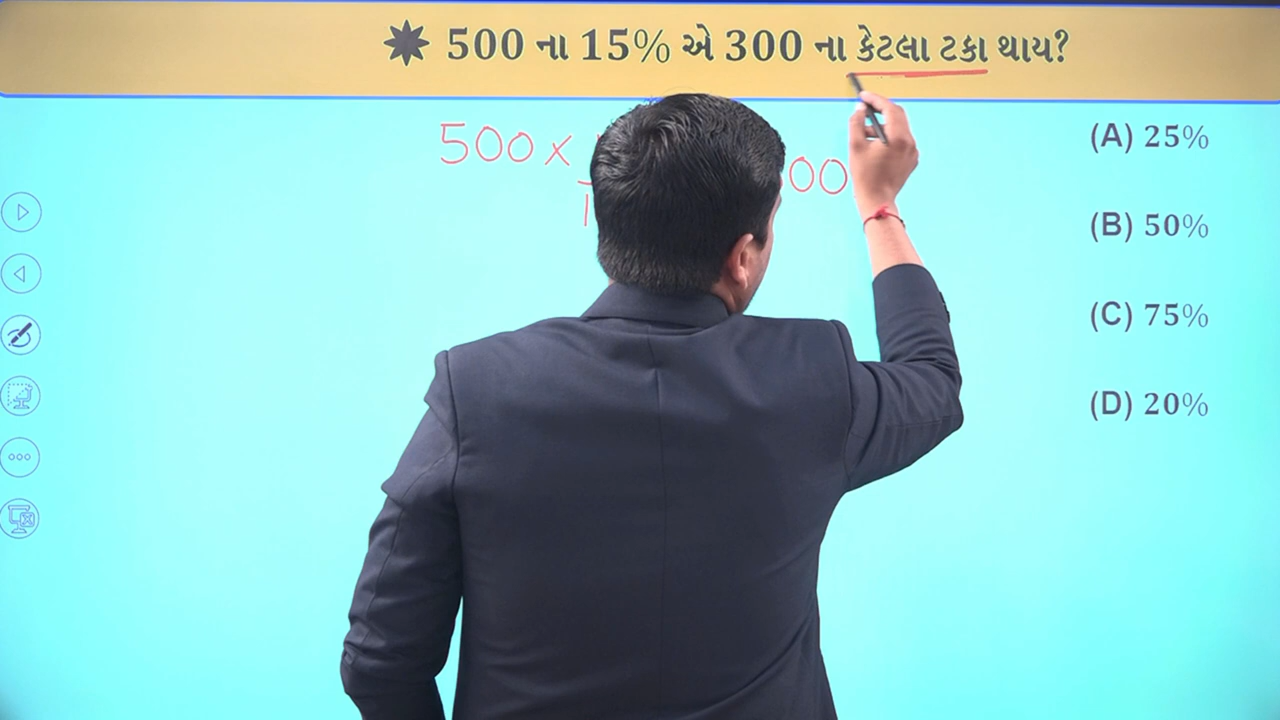 500 ના 15% એ 300 ના કેટલા ટકા થાય?
500 ×
(A) 25%
(B) 50%
(C) 75%
(D) 20%